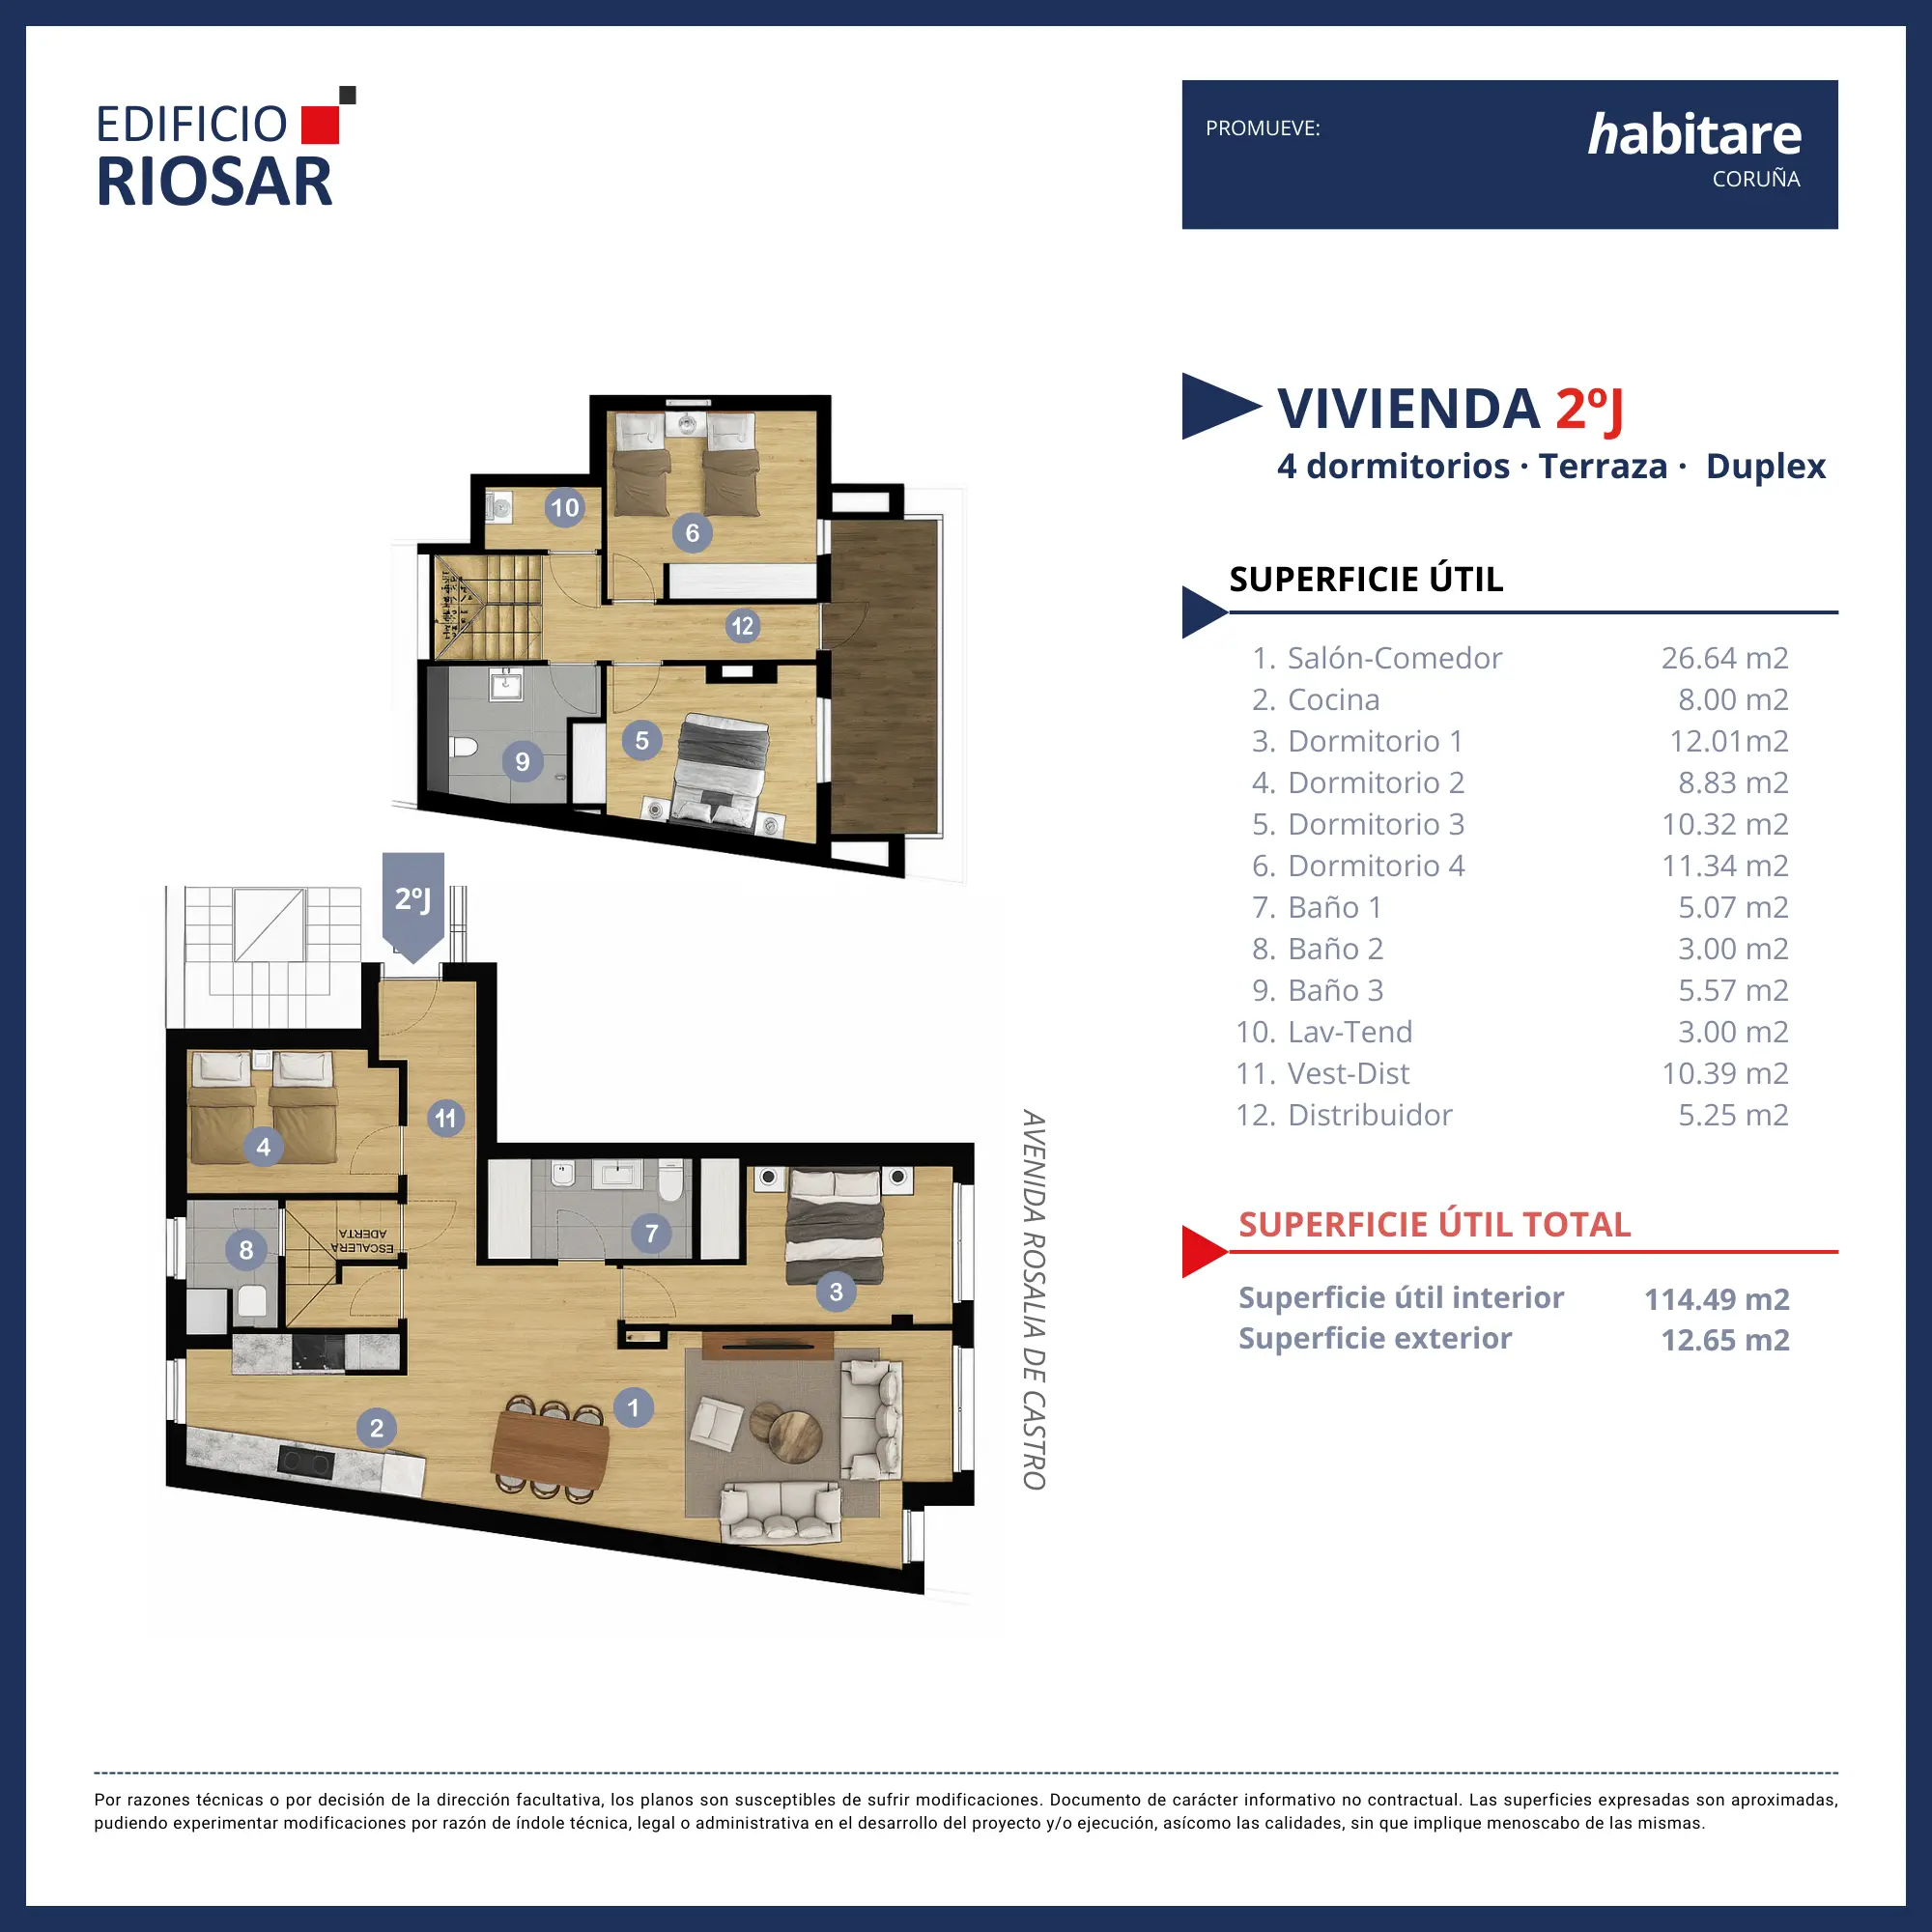 EDIFICIO
RIOSAR
PROMUEVE:
habitare
CORUÑA
VIVIENDA 2ºJ
4 dormitorios · Terraza · Duplex
SUPERFICIE ÚTIL
1. Salón-Comedor 26.64 m2
2. Cocina 8.00 m2
3. Dormitorio 1 12.01m2
4. Dormitorio 2 8.83 m2
5. Dormitorio 3 10.32 m2
6. Dormitorio 4 11.34 m2
7. Baño 1 5.07 m2
8. Baño 2 3.00 m2
9. Baño 3 5.57 m2
10. Lav-Tend 3.00 m2
11. Vest-Dist 10.39 m2
12. Distribuidor 5.25 m2
SUPERFICIE ÚTIL TOTAL
Superficie útil interior 114.49 m2
Superficie exterior 12.65 m2
10
6
12
5
9
2ºJ
11
4
7
8
ESCALERA
ADERTA
3
1
2
AVENIDA ROSALIA DE CASTRO
Por razones técnicas o por decisión de la dirección facultativa, los planos son susceptibles de sufrir modificaciones. Documento de carácter informativo no contractual. Las superficies expresadas son aproximadas,
pudiendo experimentar modificaciones por razón de índole técnica, legal o administrativa en el desarrollo del proyecto y/o ejecución, asícomo las calidades, sin que implique menoscabo de las mismas.